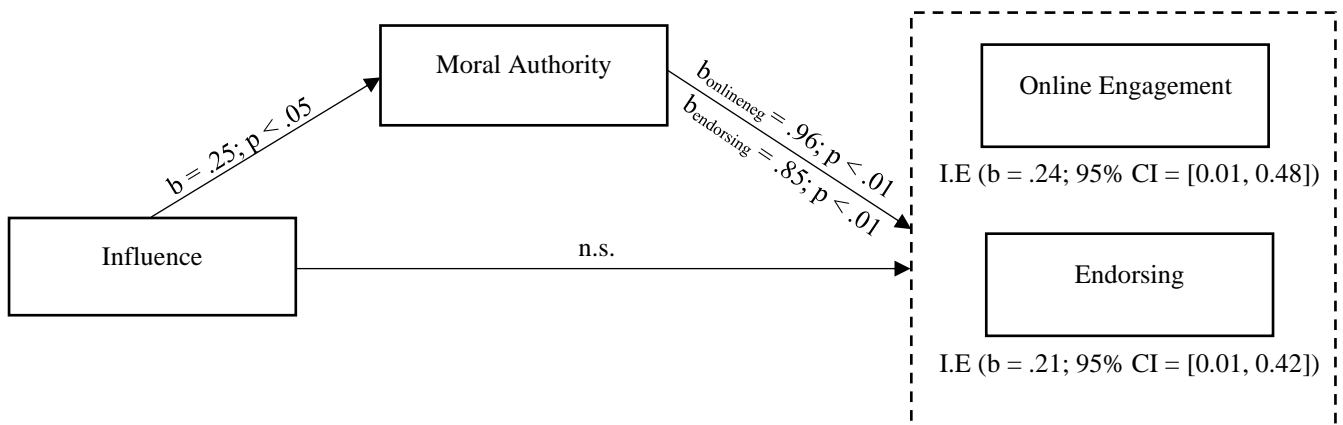 Moral Authority
Online Engagement
b = .25; p < .05
b_onlineneg = .96; p < .01
b_endorsing = .85; p < .01
I.E (b = .24; 95% CI = [0.01, 0.48])
Influence
n.s.
Endorsing
I.E (b = .21; 95% CI = [0.01, 0.42])